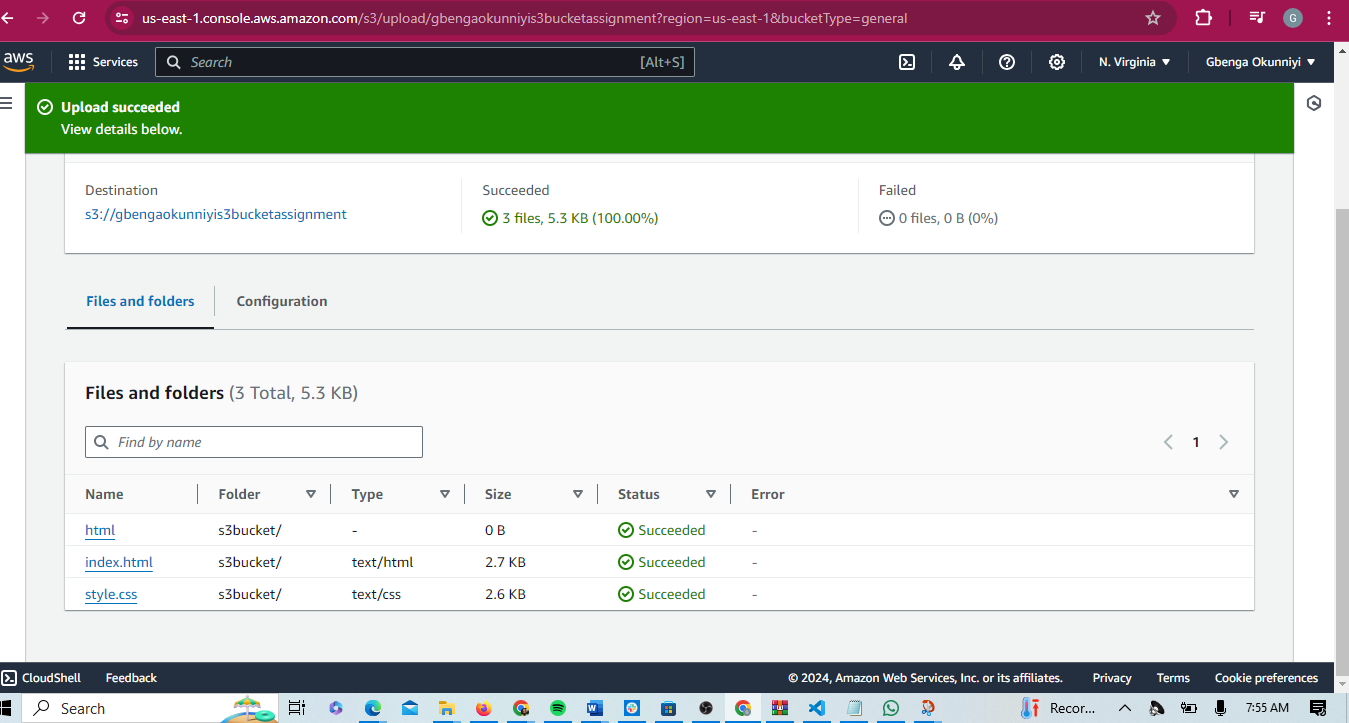 us-east-1.console.aws.amazon.com/s3/upload/gbengaokunniyis3bucketassignment?region=us-east-1&bucketType=general
G
aws
Services
Search
[Alt+S]
N. Virginia
Gbenga Okunniyi
Upload succeeded
View details below.
Destination
Succeeded
Failed
s3://gbengaokunniyis3bucketassignment
3 files, 5.3 KB (100.00%)
0 files, 0 B (0%)
Files and folders
Configuration
Files and folders (3 Total, 5.3 KB)
Find by name
1
Name Folder Type Size Status Error
html s3bucket/ - 0 B Succeeded -
index.html s3bucket/ text/html 2.7 KB Succeeded -
style.css s3bucket/ text/css 2.6 KB Succeeded -
CloudShell
Feedback
© 2024, Amazon Web Services, Inc. or its affiliates.
Privacy
Terms
Cookie preferences
Search
Recor...
7:55 AM